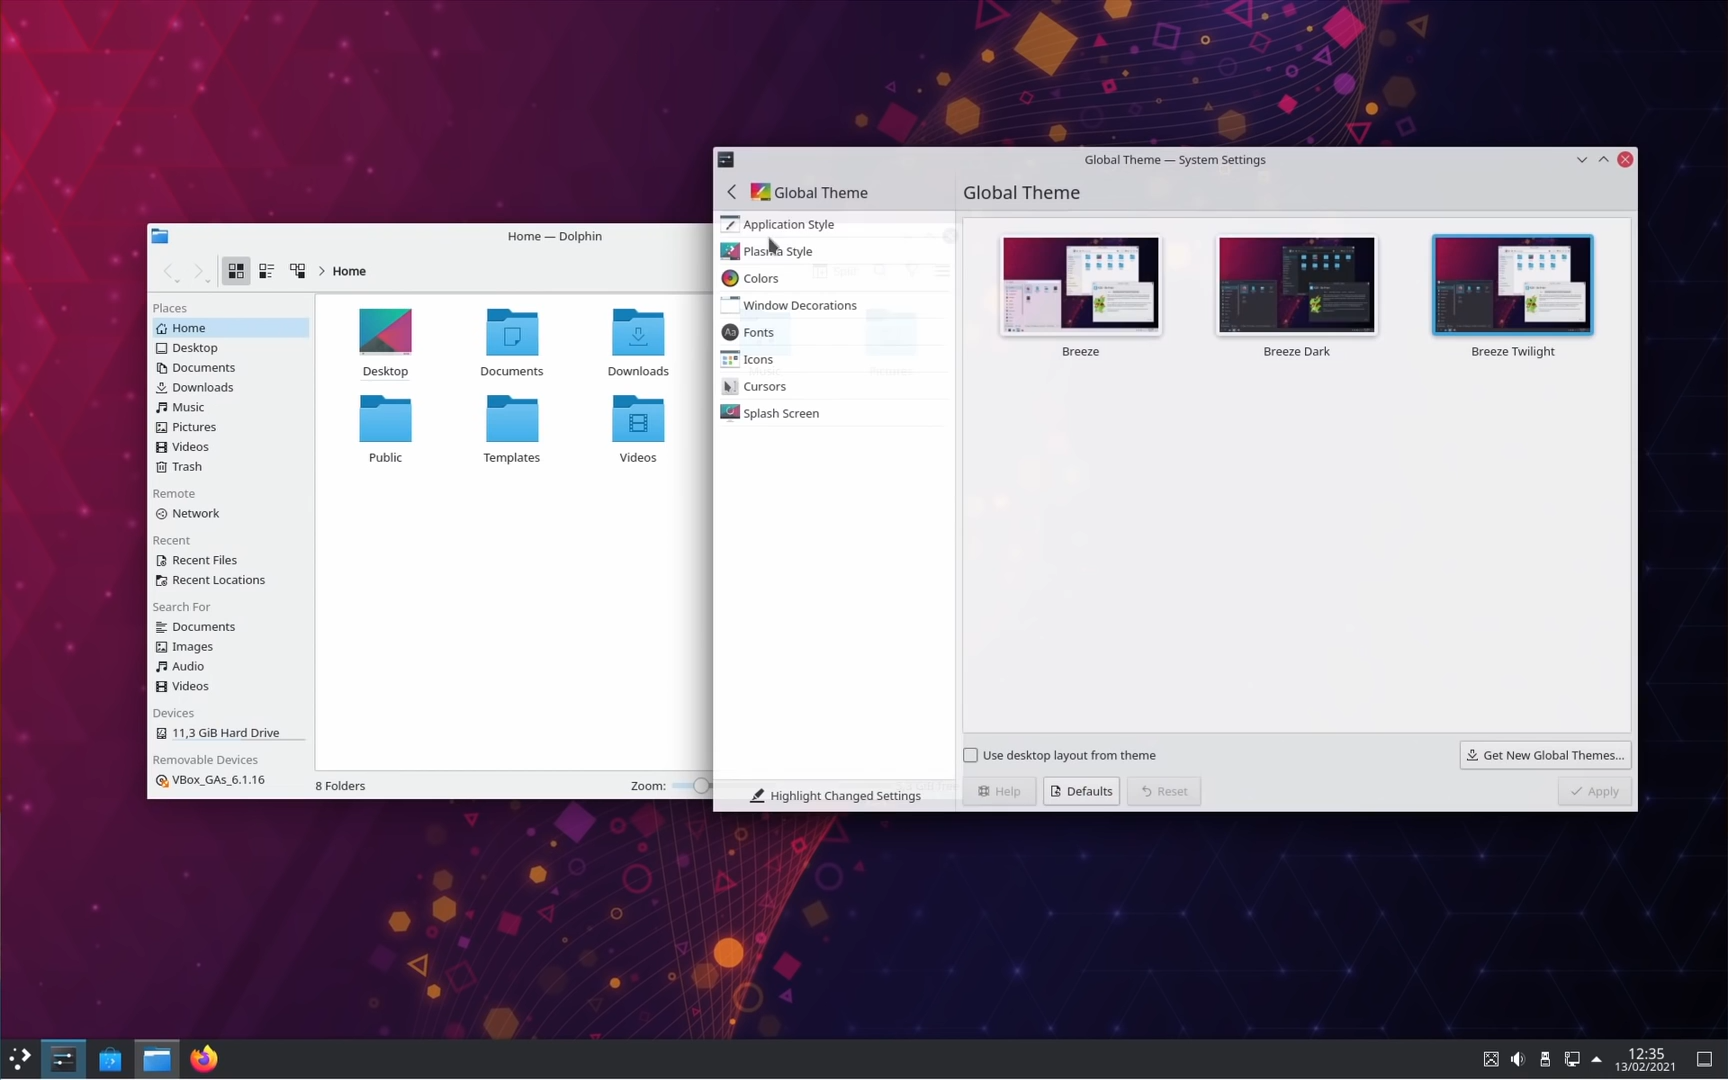 Home — Dolphin
Home
Places
Home
Desktop
Documents
Downloads
Music
Pictures
Videos
Trash
Remote
Network
Recent
Recent Files
Recent Locations
Search For
Documents
Images
Audio
Videos
Devices
11,3 GiB Hard Drive
Removable Devices
VBox_GAs_6.1.16
Desktop
Documents
Downloads
Public
Templates
Videos
8 Folders
Zoom:
Global Theme — System Settings
Global Theme
Application Style
Plasma Style
Colors
Window Decorations
Aa Fonts
Icons
Cursors
Splash Screen
Highlight Changed Settings
Global Theme
Breeze
Breeze Dark
Breeze Twilight
Use desktop layout from theme
Get New Global Themes...
Help
Defaults
Reset
Apply
12:35
13/02/2021